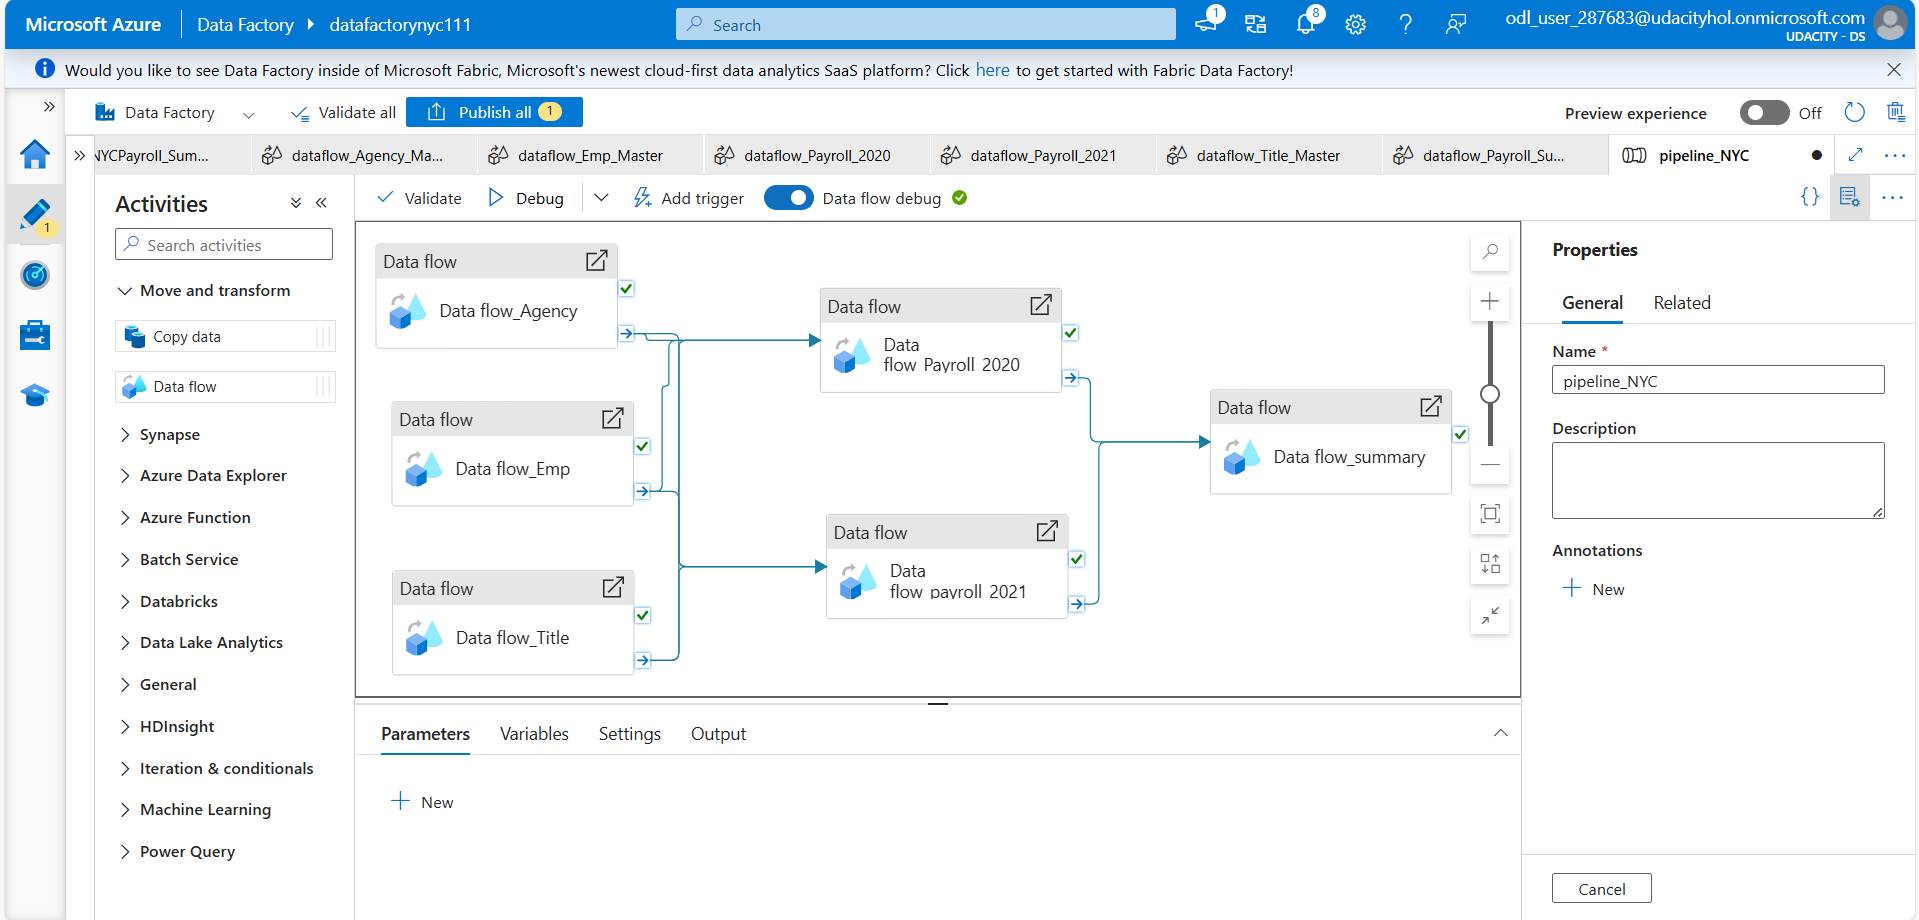 Microsoft Azure
Data Factory
datafactorynyc111
Search
1
8
odl_user_287683@udacityhol.onmicrosoft.com
UDACITY - DS
Would you like to see Data Factory inside of Microsoft Fabric, Microsoft's newest cloud-first data analytics SaaS platform? Click here to get started with Fabric Data Factory!
Data Factory
Validate all
Publish all 1
Preview experience
Off
NYCPayroll_Sum...
dataflow_Agency_Ma...
dataflow_Emp_Master
dataflow_Payroll_2020
dataflow_Payroll_2021
dataflow_Title_Master
dataflow_Payroll_Su...
pipeline_NYC
1
Activities
Search activities
Move and transform
Copy data
Data flow
Synapse
Azure Data Explorer
Azure Function
Batch Service
Databricks
Data Lake Analytics
General
HDInsight
Iteration & conditionals
Machine Learning
Power Query
Validate
Debug
Add trigger
Data flow debug
{}
Data flow
Data flow_Agency
Data flow
Data flow_Emp
Data flow
Data flow_Title
Data flow
Data
flow_Payroll_2020
Data flow
Data
flow_payroll_2021
Data flow
Data flow_summary
Parameters
Variables
Settings
Output
New
Properties
General
Related
Name *
pipeline_NYC
Description
Annotations
New
Cancel